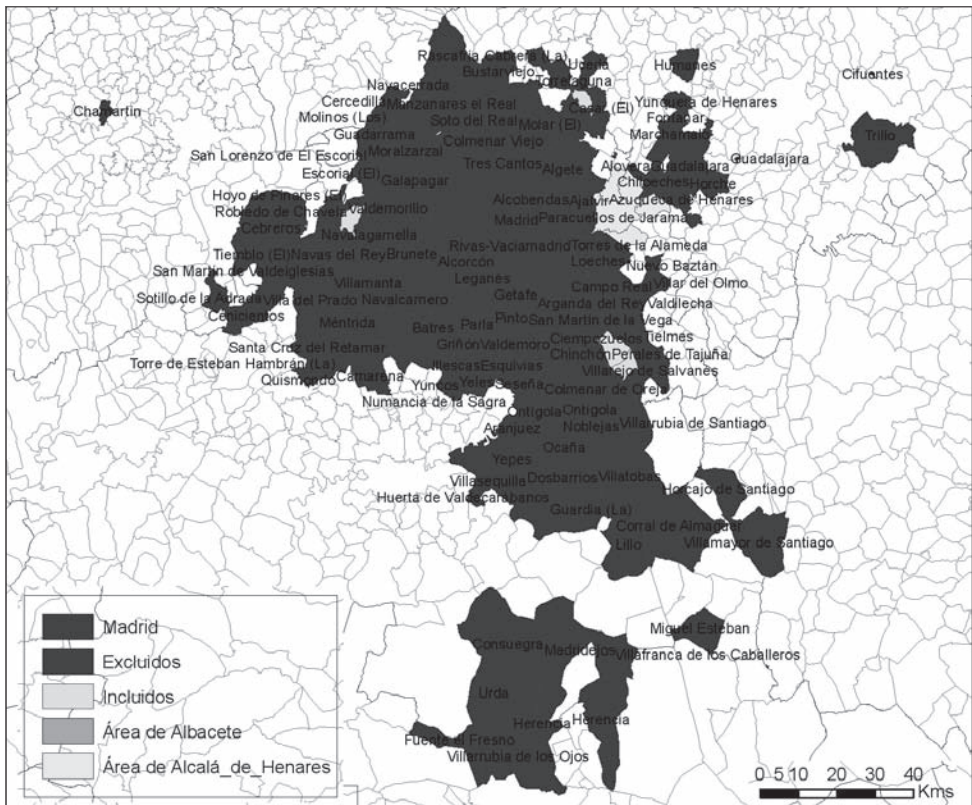 Rascafría Cabrera (La)
Bustarviejo
Uceda
Torrelaguna
Humanes
Cifuentes
Navacerrada
Chamartín
Cercedilla
Manzanares el Real
Casar (El)
Yunquera de Henares
Molinos (Los)
Soto del Real
Molar (El)
Fontanar
Marchamalo
Trillo
Guadarrama
Colmenar Viejo
San Lorenzo de El Escorial
Moralzarzal
Tres Cantos
Algete
Alovera
Guadalajara
Guadalajara
Escorial (El)
Galapagar
Chiloeches
Horche
Hoyo de Pinares (El)
Alcobendas
Ajalvir
Azuqueca de Henares
Robledo de Chavela
Valdemorillo
Madrid
Paracuellos de Jarama
Cebreros
Navalagamella
Tiemblo (El)
Navas del Rey
Brunete
Rivas-Vaciamadrid
Torres de la Alameda
Alcorcón
Loeches
Nuevo Baztán
San Martín de Valdeiglesias
Villamanta
Leganés
Campo Real
Villar del Olmo
Sotillo de la Adrada
Villa del Prado
Navalcarnero
Getafe
Arganda del Rey
Valdilecha
Cenicientos
Méntrida
Batres
Parla
Pinto
San Martín de la Vega
Griñón
Valdemoro
Ciempozuelos
Tielmes
Santa Cruz del Retamar
Chinchón
Perales de Tajuña
Torre de Esteban Hambrán (La)
Illescas
Esquivias
Villarejo de Salvanés
Quismondo
Camarena
Yuncos
Yeles
Seseña
Colmenar de Oreja
Numancia de la Sagra
Ontígola
Ontígola
Aranjuez
Noblejas
Villarrubia de Santiago
Ocaña
Yepes
Villasequilla
Dosbarrios
Villatobas
Huerta de Valdecarábanos
Horcajo de Santiago
Guardia (La)
Corral de Almaguer
Lillo
Villamayor de Santiago
Miguel Esteban
Consuegra
Madridejos
Villafranca de los Caballeros
Urda
Herencia
Herencia
Fuente el Fresno
Villarrubia de los Ojos
Madrid
Excluidos
Incluidos
Área de Albacete
Área de Alcalá_de_Henares
0 5 10 20 30 40
Kms